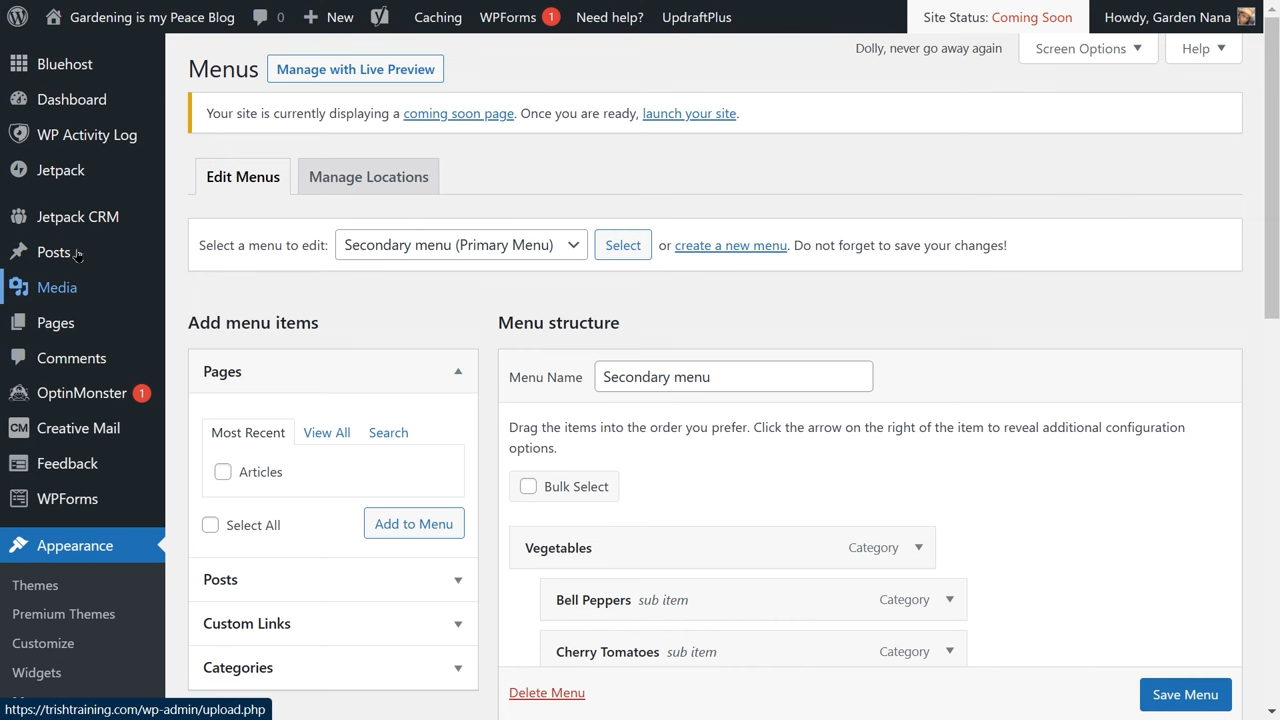 Gardening is my Peace Blog 0 New Caching WPForms 1 Need help? UpdraftPlus Site Status: Coming Soon Howdy, Garden Nana
Dolly, never go away again Screen Options ▼ Help ▼
Bluehost
Dashboard
WP Activity Log
Jetpack
Jetpack CRM
Posts
Media
Pages
Comments
OptinMonster 1
CM Creative Mail
Feedback
WPForms
Appearance
Themes
Premium Themes
Customize
Widgets
https://trishtraining.com/wp-admin/upload.php
Menus Manage with Live Preview
Your site is currently displaying a coming soon page. Once you are ready, launch your site.
Edit Menus Manage Locations
Select a menu to edit: Secondary menu (Primary Menu) Select or create a new menu. Do not forget to save your changes!
Add menu items
Pages
Most Recent View All Search
Articles
Select All Add to Menu
Posts
Custom Links
Categories
Menu structure
Menu Name Secondary menu
Drag the items into the order you prefer. Click the arrow on the right of the item to reveal additional configuration
options.
Bulk Select
Vegetables Category
Bell Peppers sub item Category
Cherry Tomatoes sub item Category
Delete Menu Save Menu